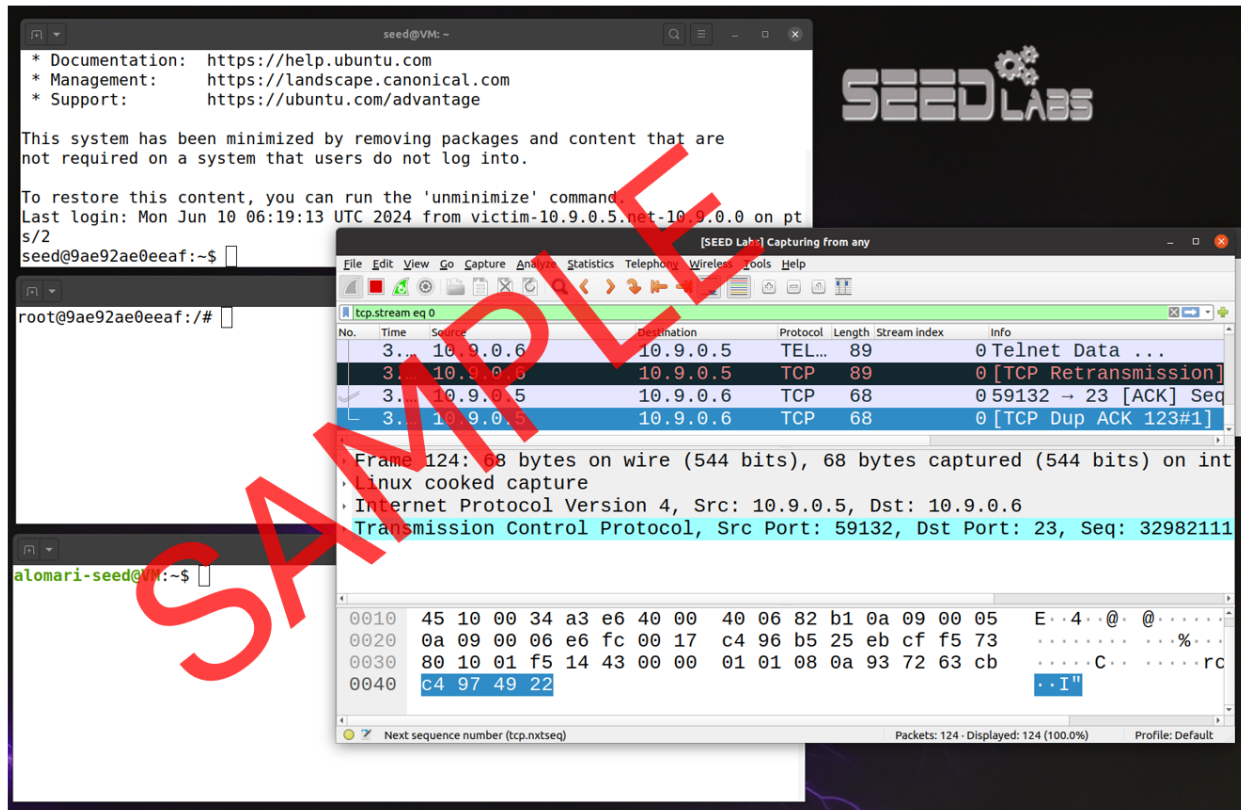 seed@VM: ~
* Documentation: https://help.ubuntu.com
* Management: https://landscape.canonical.com
* Support: https://ubuntu.com/advantage
This system has been minimized by removing packages and content that are
not required on a system that users do not log into.
To restore this content, you can run the 'unminimize' command.
Last login: Mon Jun 10 06:19:13 UTC 2024 from victim-10.9.0.5.net-10.9.0.0 on pt
s/2
seed@9ae92ae0eeaf:~$
SEED LABS
root@9ae92ae0eeaf:/#
alomari-seed@VM:~$
[SEED Labs] Capturing from any
File Edit View Go Capture Analyze Statistics Telephony Wireless Tools Help
tcp.stream eq 0
No. Time Source Destination Protocol Length Stream index Info
3.… 10.9.0.6 10.9.0.5 TEL… 89 0 Telnet Data ...
3.… 10.9.0.6 10.9.0.5 TCP 89 0 [TCP Retransmission]
3.… 10.9.0.5 10.9.0.6 TCP 68 0 59132 → 23 [ACK] Seq
3.… 10.9.0.5 10.9.0.6 TCP 68 0 [TCP Dup ACK 123#1]
Frame 124: 68 bytes on wire (544 bits), 68 bytes captured (544 bits) on int
Linux cooked capture
Internet Protocol Version 4, Src: 10.9.0.5, Dst: 10.9.0.6
Transmission Control Protocol, Src Port: 59132, Dst Port: 23, Seq: 32982111
0010 45 10 00 34 a3 e6 40 00 40 06 82 b1 0a 09 00 05 E··4··@· @·······
0020 0a 09 00 06 e6 fc 00 17 c4 96 b5 25 eb cf f5 73 ········ ···%···
0030 80 10 01 f5 14 43 00 00 01 01 08 0a 93 72 63 cb ·····C·· ·····rc
0040 c4 97 49 22 ··I"
Next sequence number (tcp.nxtseq) Packets: 124 · Displayed: 124 (100.0%) Profile: Default
SAMPLE